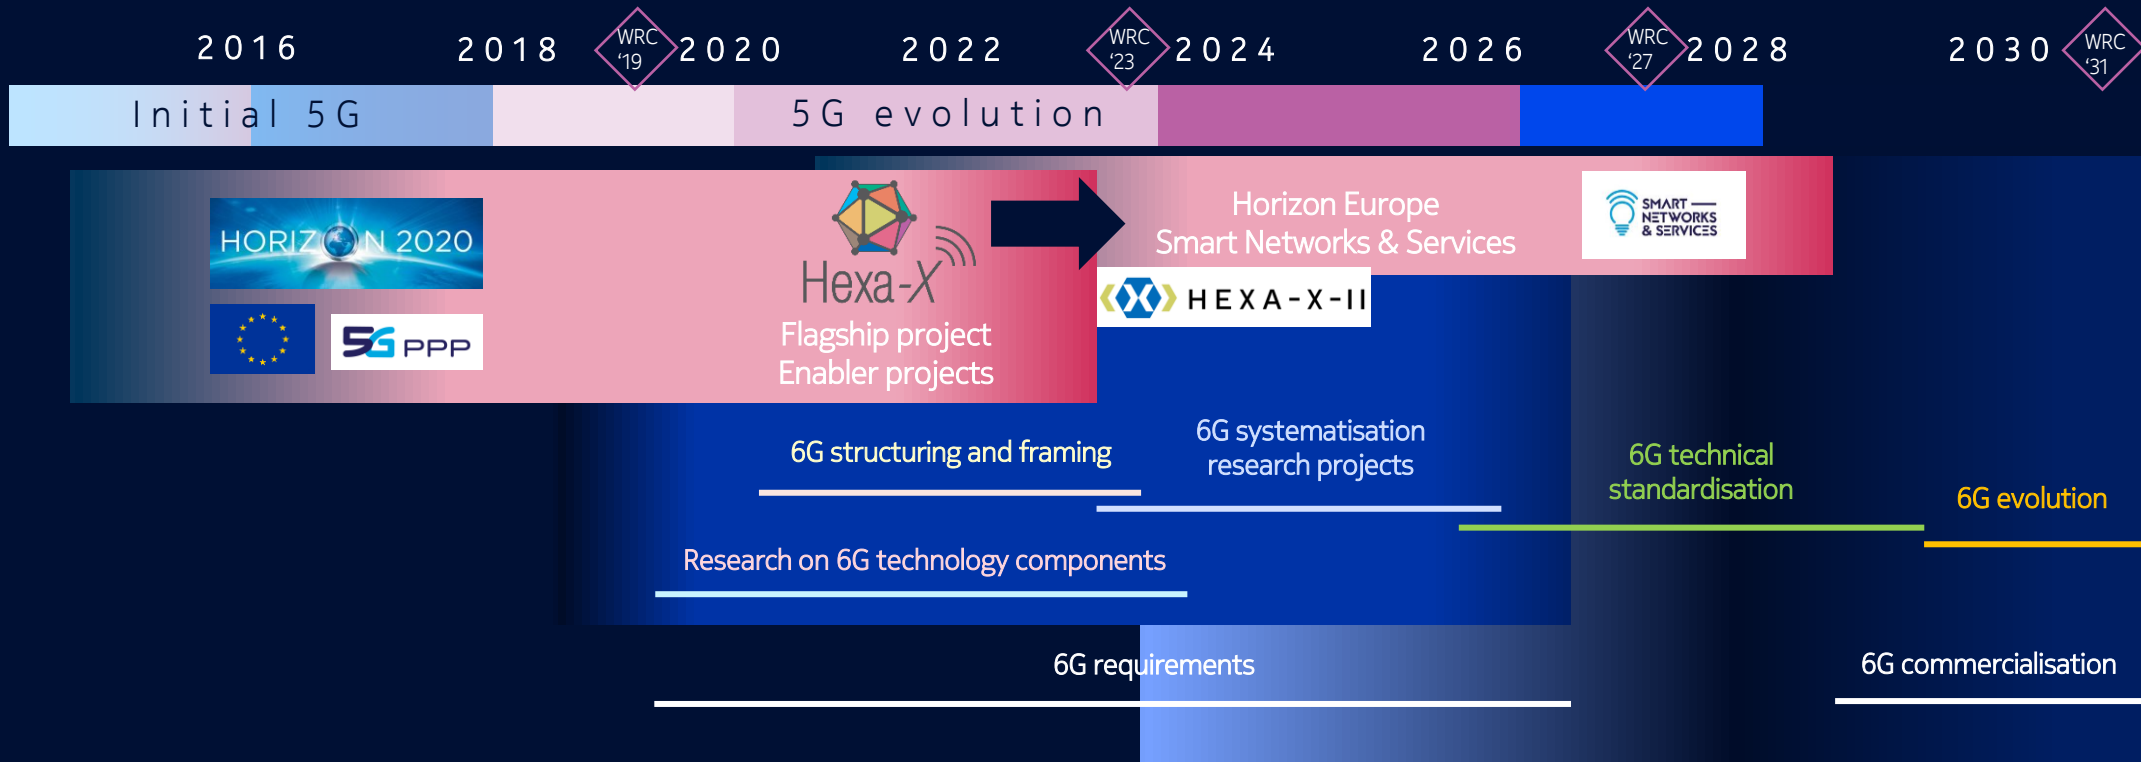 2016
2018
WRC
‘19
2020
2022
WRC
‘23
2024
2026
WRC
‘27
2028
2030
WRC
‘31
Initial 5G
5G evolution
HORIZON 2020
5G PPP
Hexa-X
Flagship project
Enabler projects
Horizon Europe
Smart Networks & Services
SMART
NETWORKS
& SERVICES
HEXA-X-II
6G structuring and framing
6G systematisation
research projects
6G technical
standardisation
6G evolution
Research on 6G technology components
6G requirements
6G commercialisation